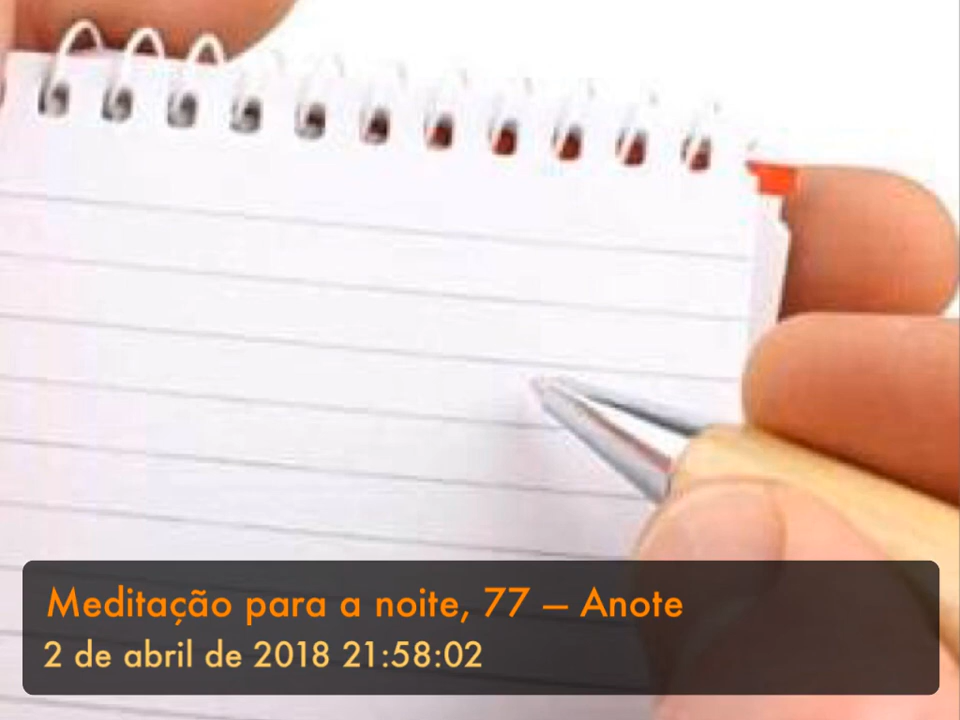 Meditação para a noite, 77 — Anote
2 de abril de 2018 21:58:02